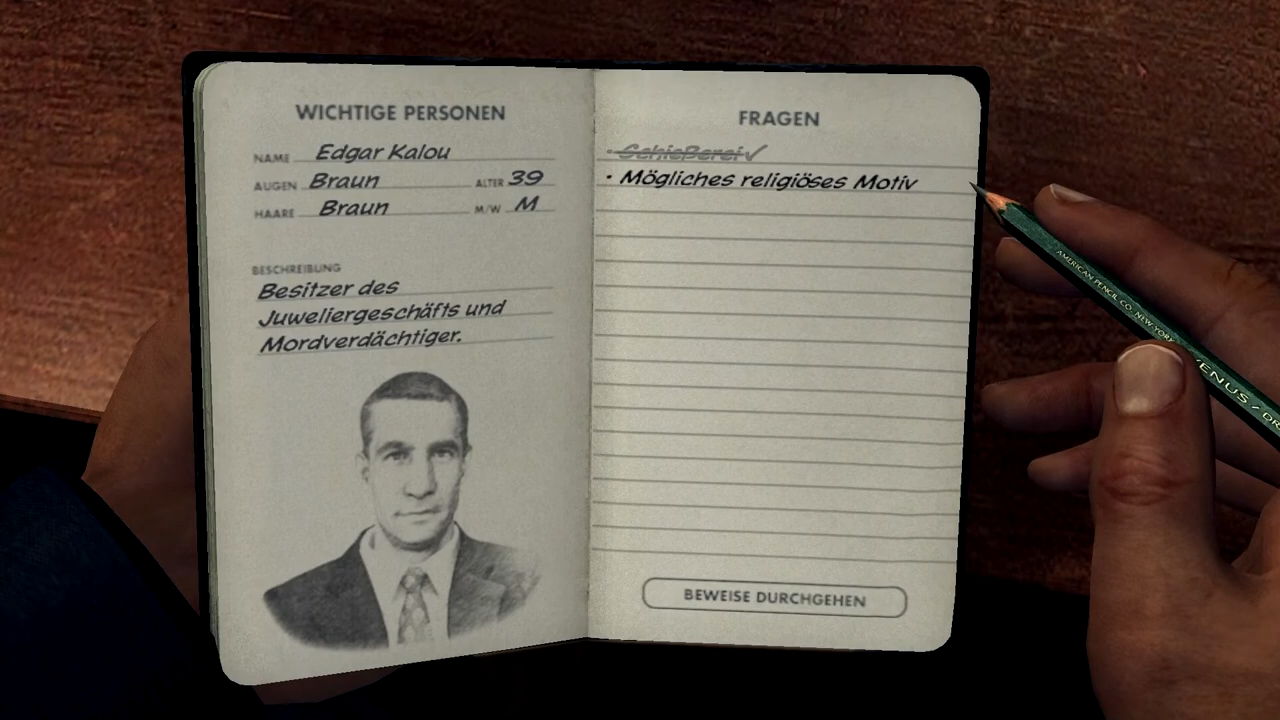 WICHTIGE PERSONEN
NAME Edgar Kalou
AUGEN Braun ALTER 39
HAARE Braun M/W M
BESCHREIBUNG
Besitzer des
Juweliergeschäfts und
Mordverdächtiger.
FRAGEN
· Schießerei ✓
· Mögliches religiöses Motiv
BEWEISE DURCHGEHEN
AMERICAN PENCIL CO. NEW YORK
VENUS / DR